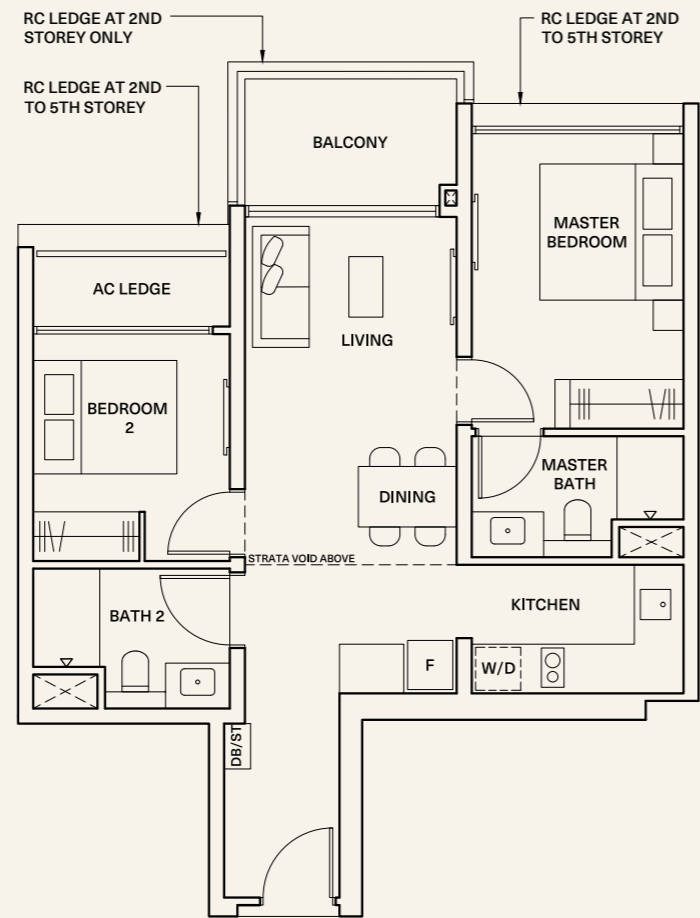 RC LEDGE AT 2ND
STOREY ONLY
RC LEDGE AT 2ND
TO 5TH STOREY
RC LEDGE AT 2ND
TO 5TH STOREY
BALCONY
MASTER
BEDROOM
AC LEDGE
LIVING
BEDROOM
2
MASTER
BATH
DINING
STRATA VOID ABOVE
BATH 2
KITCHEN
F
W/D
DB/ST